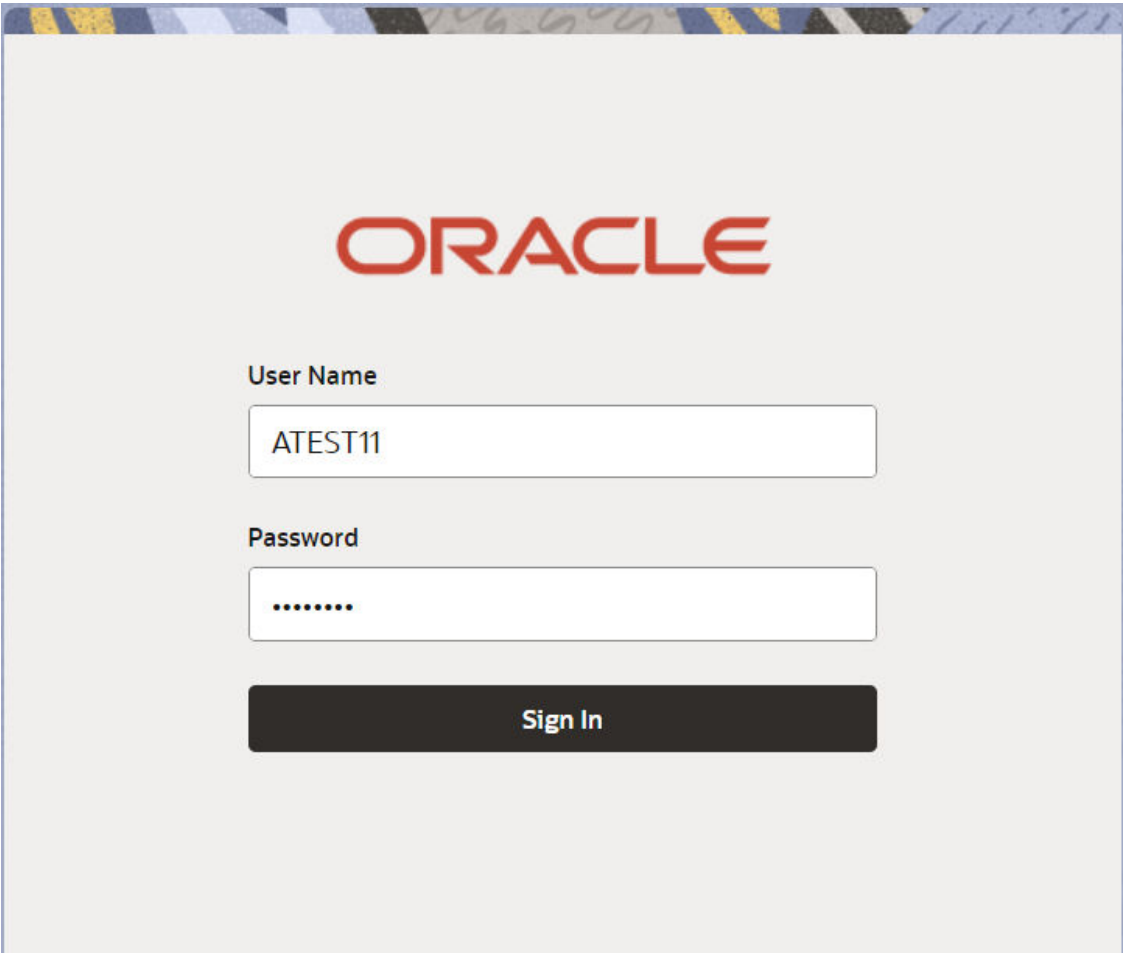 ORACLE
User Name
ATEST11
Password
••••••••
Sign In